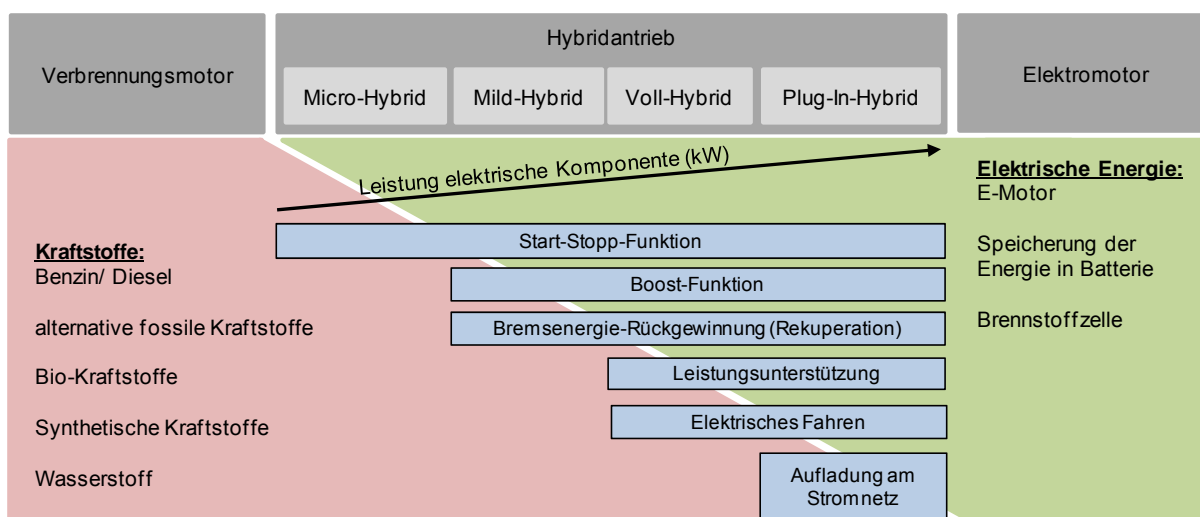 Verbrennungsmotor
Hybridantrieb
Micro-Hybrid
Mild-Hybrid
Voll-Hybrid
Plug-In-Hybrid
Elektromotor
Leistung elektrische Komponente (kW)
Kraftstoffe:
Benzin/ Diesel
alternative fossile Kraftstoffe
Bio-Kraftstoffe
Synthetische Kraftstoffe
Wasserstoff
Start-Stopp-Funktion
Boost-Funktion
Bremsenergie-Rückgewinnung (Rekuperation)
Leistungsunterstützung
Elektrisches Fahren
Aufladung am
Stromnetz
Elektrische Energie:
E-Motor
Speicherung der
Energie in Batterie
Brennstoffzelle